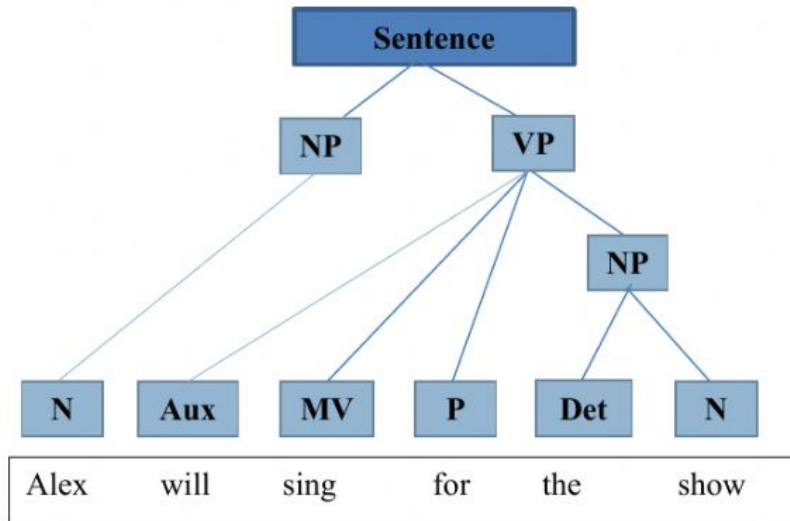 Sentence
NP VP
NP
N Aux MV P Det N
Alex will sing for the show